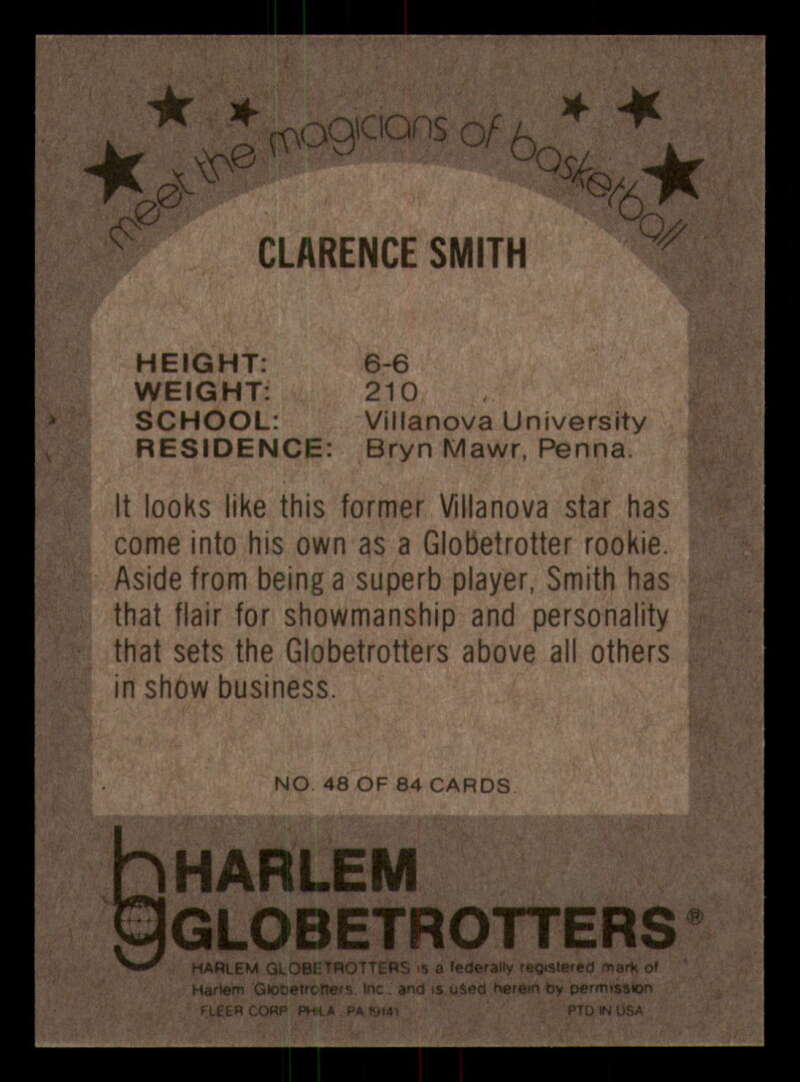 meet the magicians of basketball
CLARENCE SMITH
HEIGHT: 6-6
WEIGHT: 210
SCHOOL: Villanova University
RESIDENCE: Bryn Mawr, Penna.
It looks like this former Villanova star has
come into his own as a Globetrotter rookie.
Aside from being a superb player, Smith has
that flair for showmanship and personality
that sets the Globetrotters above all others
in show business.
NO. 48 OF 84 CARDS
hg HARLEM
GLOBETROTTERS®
HARLEM GLOBETROTTERS is a federally registered mark of
Harlem Globetrotters, Inc. and is used herein by permission
FLEER CORP. PHILA., PA 19141 PTD IN USA